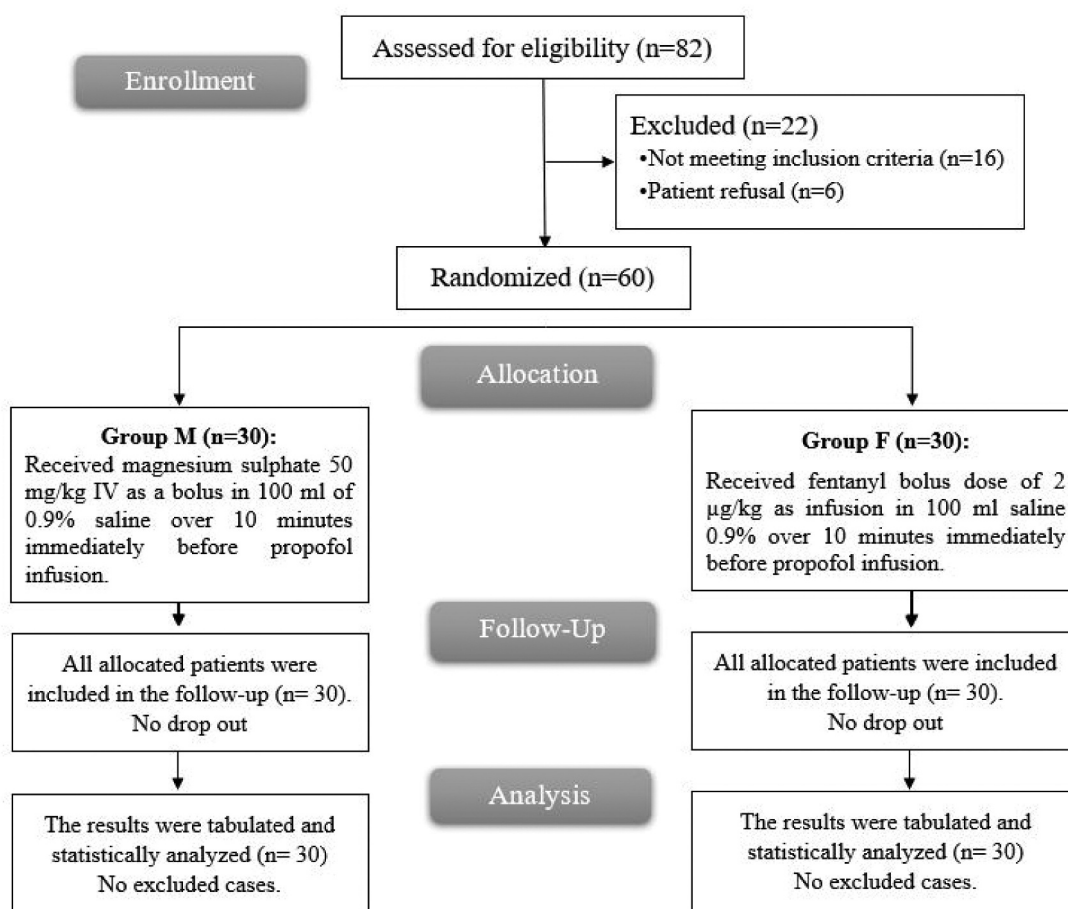 Assessed for eligibility (n=82)
Enrollment
Excluded (n=22)
•Not meeting inclusion criteria (n=16)
•Patient refusal (n=6)
Randomized (n=60)
Allocation
Group M (n=30):
Received magnesium sulphate 50
mg/kg IV as a bolus in 100 ml of
0.9% saline over 10 minutes
immediately before propofol
infusion.
Group F (n=30):
Received fentanyl bolus dose of 2
µg/kg as infusion in 100 ml saline
0.9% over 10 minutes immediately
before propofol infusion.
Follow-Up
All allocated patients were
included in the follow-up (n= 30).
No drop out
All allocated patients were included
in the follow-up (n= 30).
No drop out
Analysis
The results were tabulated and
statistically analyzed (n= 30)
No excluded cases.
The results were tabulated and
statistically analyzed (n= 30)
No excluded cases.